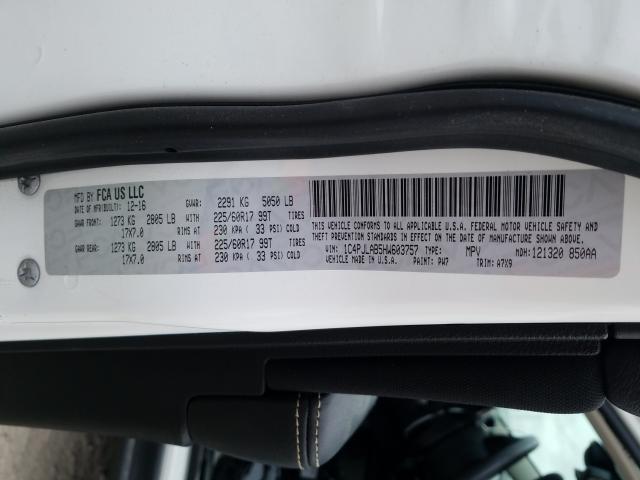 MFD BY FCA US LLC
DATE OF MFR(BUILT): 12-16 GVWR: 2291 KG 5050 LB
GAWR FRONT: 1273 KG 2805 LB WITH 225/60R17 99T TIRES
17X7.0 RIMS AT 230 KPA ( 33 PSI) COLD
GAWR REAR: 1273 KG 2805 LB WITH 225/60R17 99T TIRES
17X7.0 RIMS AT 230 KPA ( 33 PSI) COLD
THIS VEHICLE CONFORMS TO ALL APPLICABLE U.S.A. FEDERAL MOTOR VEHICLE SAFETY, BUMPER, AND
THEFT PREVENTION STANDARDS IN EFFECT ON THE DATE OF MANUFACTURE SHOWN ABOVE.
VIN: 1C4PJLAB5HW603757 TYPE: MPV MDH: 121320 850AA
VEHICLE MADE IN U.S.A. PAINT: PW7 TRIM: A7X9